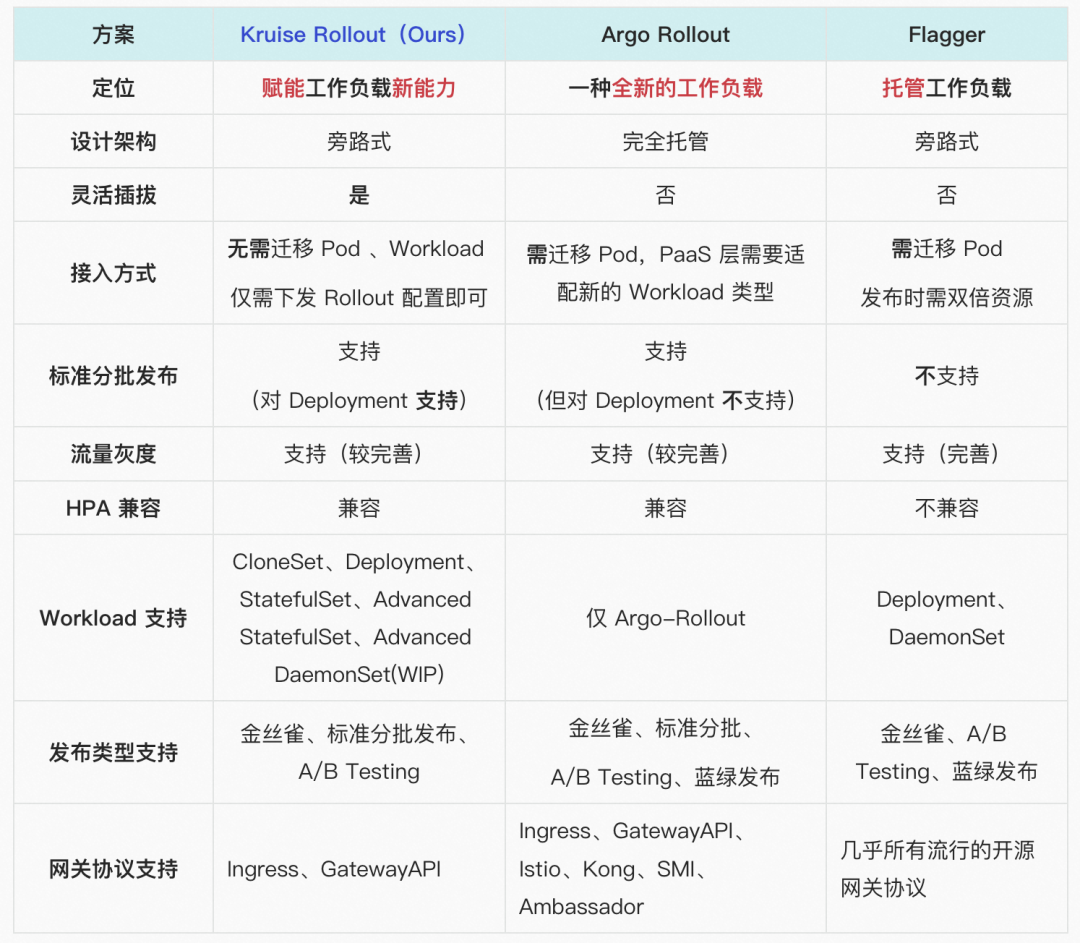 方案
Kruise Rollout（Ours）
Argo Rollout
Flagger
定位
赋能工作负载新能力
一种全新的工作负载
托管工作负载
设计架构
旁路式
完全托管
旁路式
灵活插拔
是
否
否
接入方式
无需迁移 Pod 、Workload
仅需下发 Rollout 配置即可
需迁移 Pod，PaaS 层需要适
配新的 Workload 类型
需迁移 Pod
发布时需双倍资源
标准分批发布
支持
（对 Deployment 支持）
支持
（但对 Deployment 不支持）
不支持
流量灰度
支持（较完善）
支持（较完善）
支持（完善）
HPA 兼容
兼容
兼容
不兼容
Workload 支持
CloneSet、Deployment、
StatefulSet、Advanced
StatefulSet、Advanced
DaemonSet(WIP)
仅 Argo-Rollout
Deployment、
DaemonSet
发布类型支持
金丝雀、标准分批发布、
A/B Testing
金丝雀、标准分批、
A/B Testing、蓝绿发布
金丝雀、A/B
Testing、蓝绿发布
网关协议支持
Ingress、GatewayAPI
Ingress、GatewayAPI、
Istio、Kong、SMI、
Ambassador
几乎所有流行的开源
网关协议